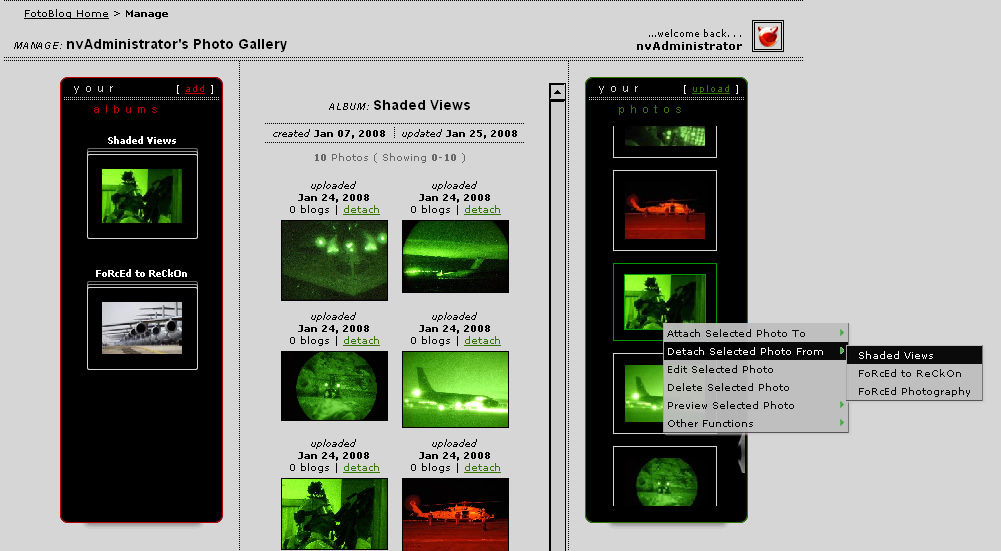 FotoBlog Home > Manage
MANAGE: nvAdministrator's Photo Gallery
...welcome back. . .
nvAdministrator
your [ add ]
albums
Shaded Views
FoRcEd to ReCkOn
ALBUM: Shaded Views
created Jan 07, 2008 updated Jan 25, 2008
10 Photos ( Showing 0-10 )
uploaded uploaded
Jan 24, 2008 Jan 24, 2008
0 blogs | detach 0 blogs | detach
uploaded uploaded
Jan 24, 2008 Jan 24, 2008
0 blogs | detach 0 blogs | detach
uploaded uploaded
Jan 24, 2008 Jan 24, 2008
0 blogs | detach 0 blogs | detach
your [ upload ]
photos
Attach Selected Photo To
Detach Selected Photo From
Edit Selected Photo
Delete Selected Photo
Preview Selected Photo
Other Functions
Shaded Views
FoRcEd to ReCkOn
FoRcEd Photography